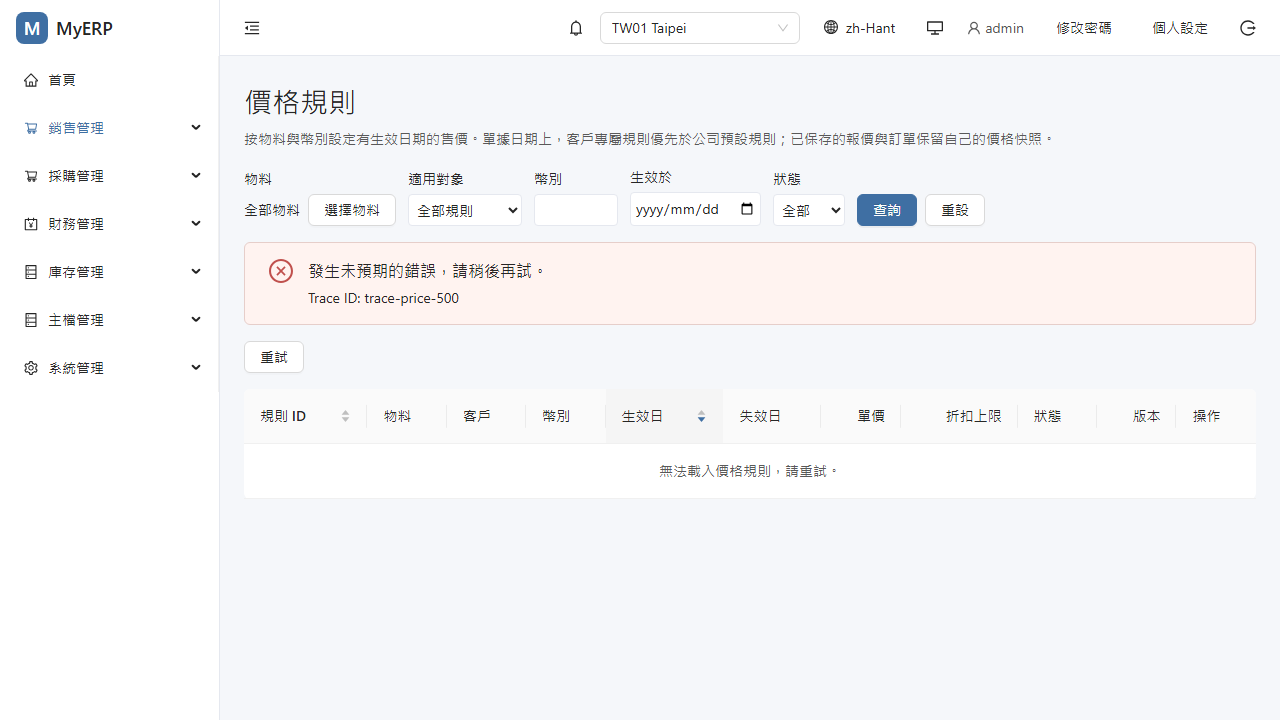 M MyERP
TW01 Taipei
zh-Hant
admin
修改密碼
個人設定
首頁
銷售管理
採購管理
財務管理
庫存管理
主檔管理
系統管理
價格規則
按物料與幣別設定有生效日期的售價。單據日期上，客戶專屬規則優先於公司預設規則；已保存的報價與訂單保留自己的價格快照。
物料 適用對象 幣別 生效於 狀態
全部物料 選擇物料 全部規則 yyyy/mm/dd 全部 查詢 重設
發生未預期的錯誤，請稍後再試。
Trace ID: trace-price-500
重試
規則 ID 物料 客戶 幣別 生效日 失效日 單價 折扣上限 狀態 版本 操作
無法載入價格規則，請重試。